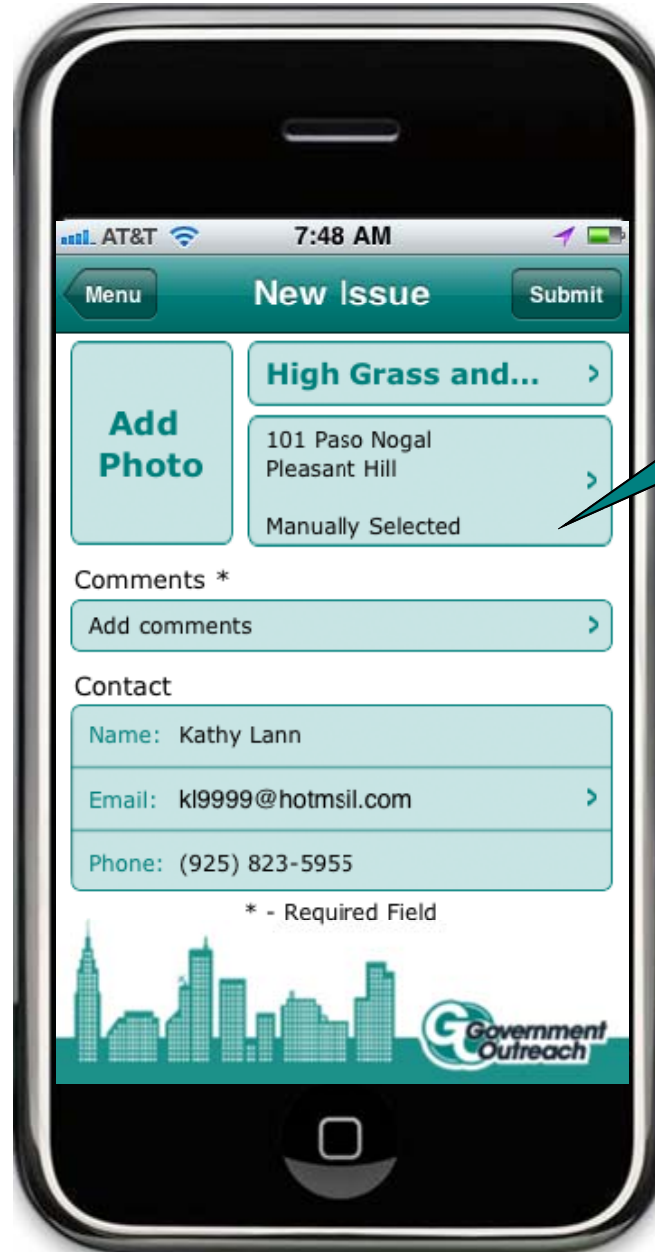 AT&T 7:48 AM
Menu New Issue Submit
Add
Photo
High Grass and... >
101 Paso Nogal
Pleasant Hill
Manually Selected
>
Comments *
Add comments >
Contact
Name: Kathy Lann
Email: kl9999@hotmsil.com >
Phone: (925) 823-5955
* - Required Field
GO Government
Outreach